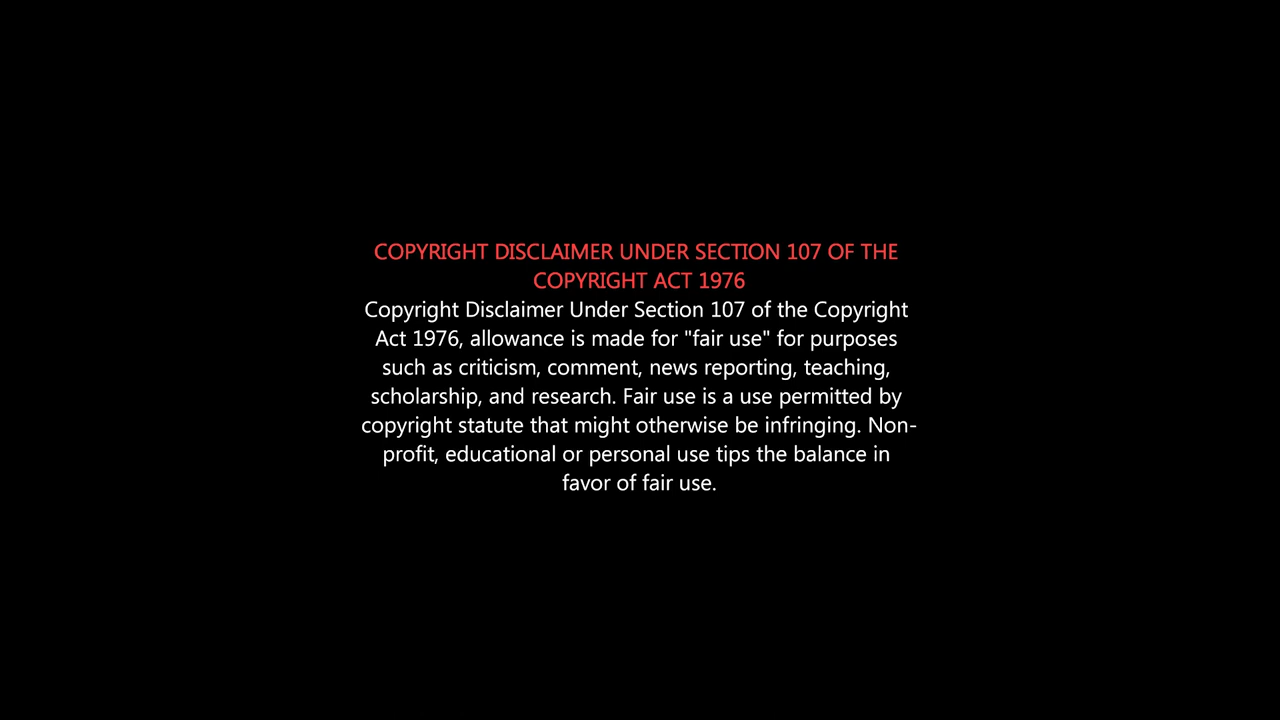 COPYRIGHT DISCLAIMER UNDER SECTION 107 OF THE
COPYRIGHT ACT 1976
Copyright Disclaimer Under Section 107 of the Copyright
Act 1976, allowance is made for "fair use" for purposes
such as criticism, comment, news reporting, teaching,
scholarship, and research. Fair use is a use permitted by
copyright statute that might otherwise be infringing. Non-
profit, educational or personal use tips the balance in
favor of fair use.